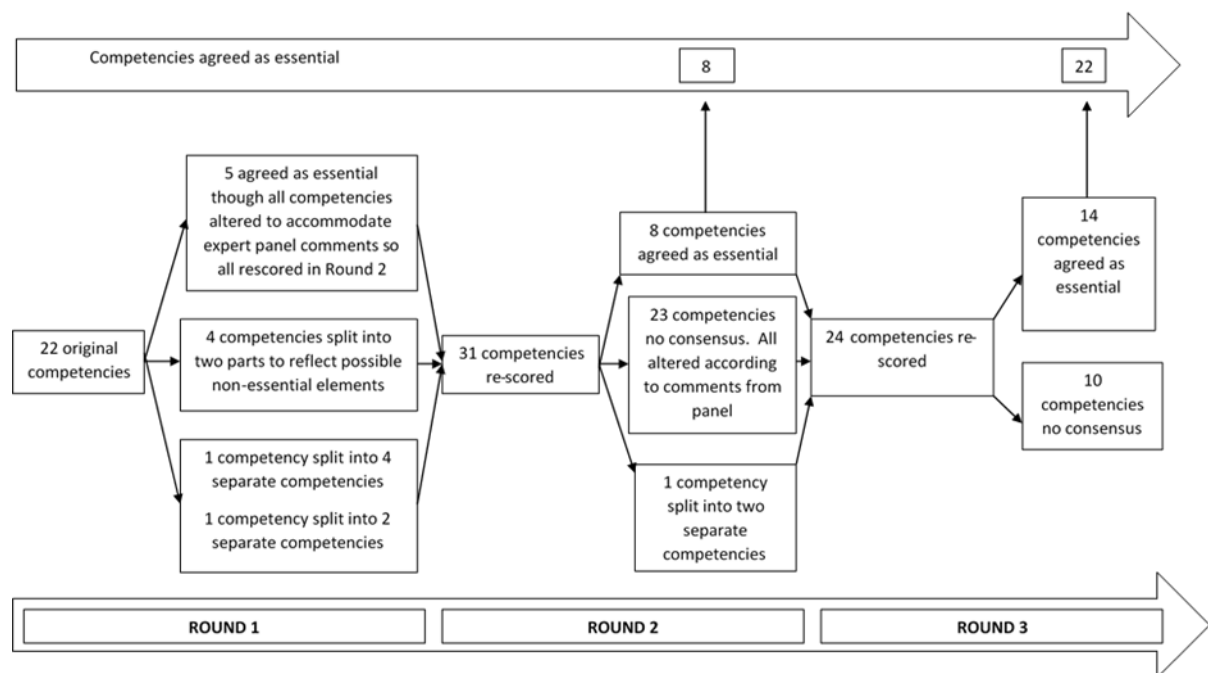 Competencies agreed as essential
8
22
5 agreed as essential
though all competencies
altered to accommodate
expert panel comments so
all rescored in Round 2
22 original
competencies
4 competencies split into
two parts to reflect possible
non-essential elements
1 competency split into 4
separate competencies
1 competency split into 2
separate competencies
31 competencies
re-scored
8 competencies
agreed as essential
23 competencies
no consensus. All
altered according
to comments from
panel
1 competency
split into two
separate
competencies
24 competencies re-
scored
14
competencies
agreed as
essential
10
competencies
no consensus
ROUND 1
ROUND 2
ROUND 3